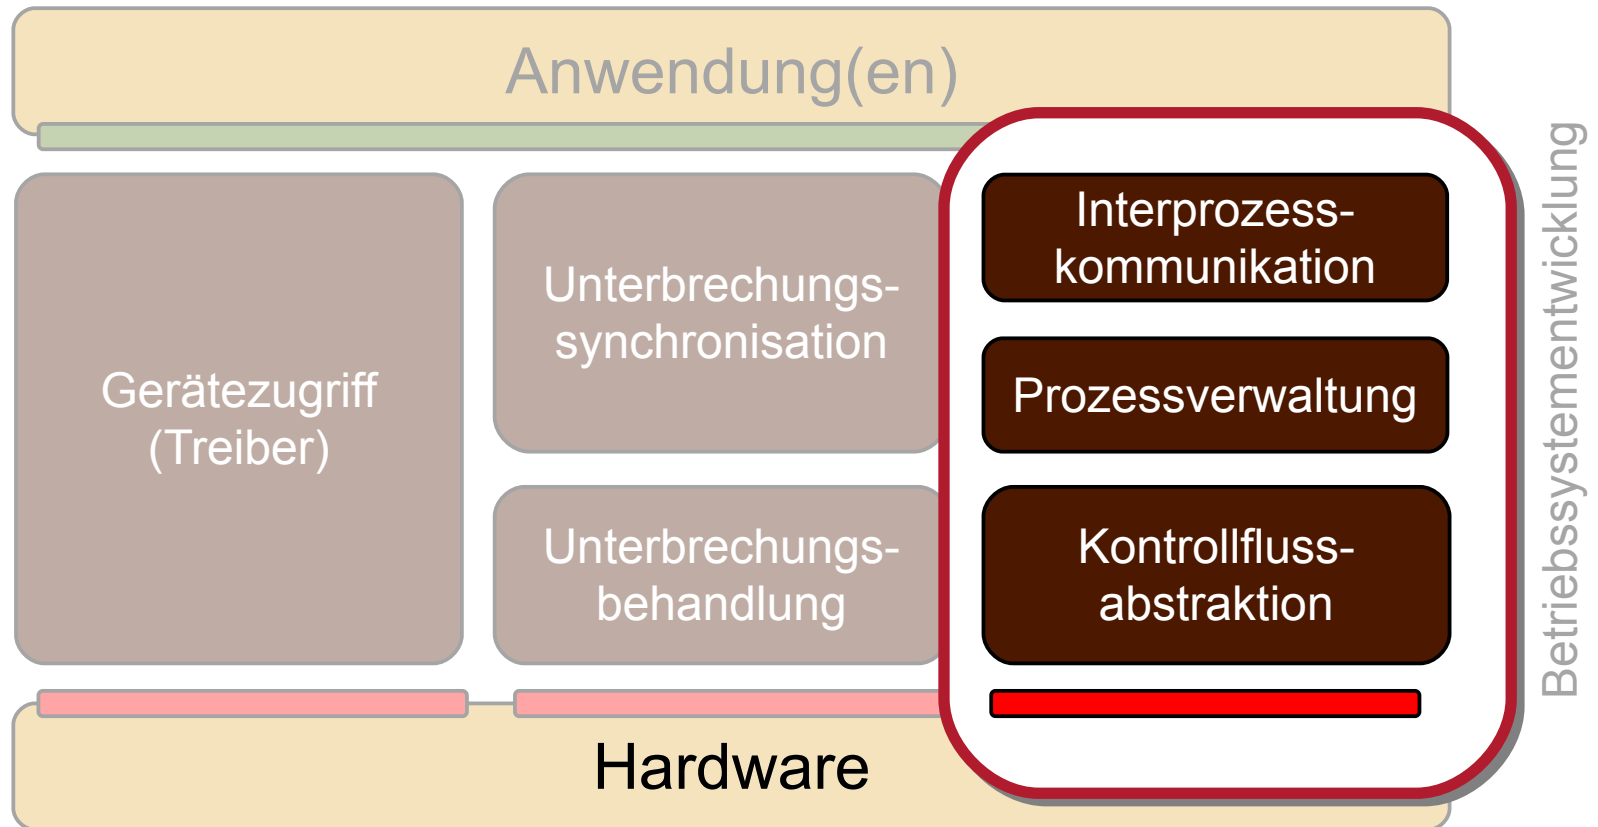 Anwendung(en)
Gerätezugriff
(Treiber)
Unterbrechungs-
synchronisation
Unterbrechungs-
behandlung
Interprozess-
kommunikation
Prozessverwaltung
Kontrollfluss-
abstraktion
Hardware
Betriebssystementwicklung